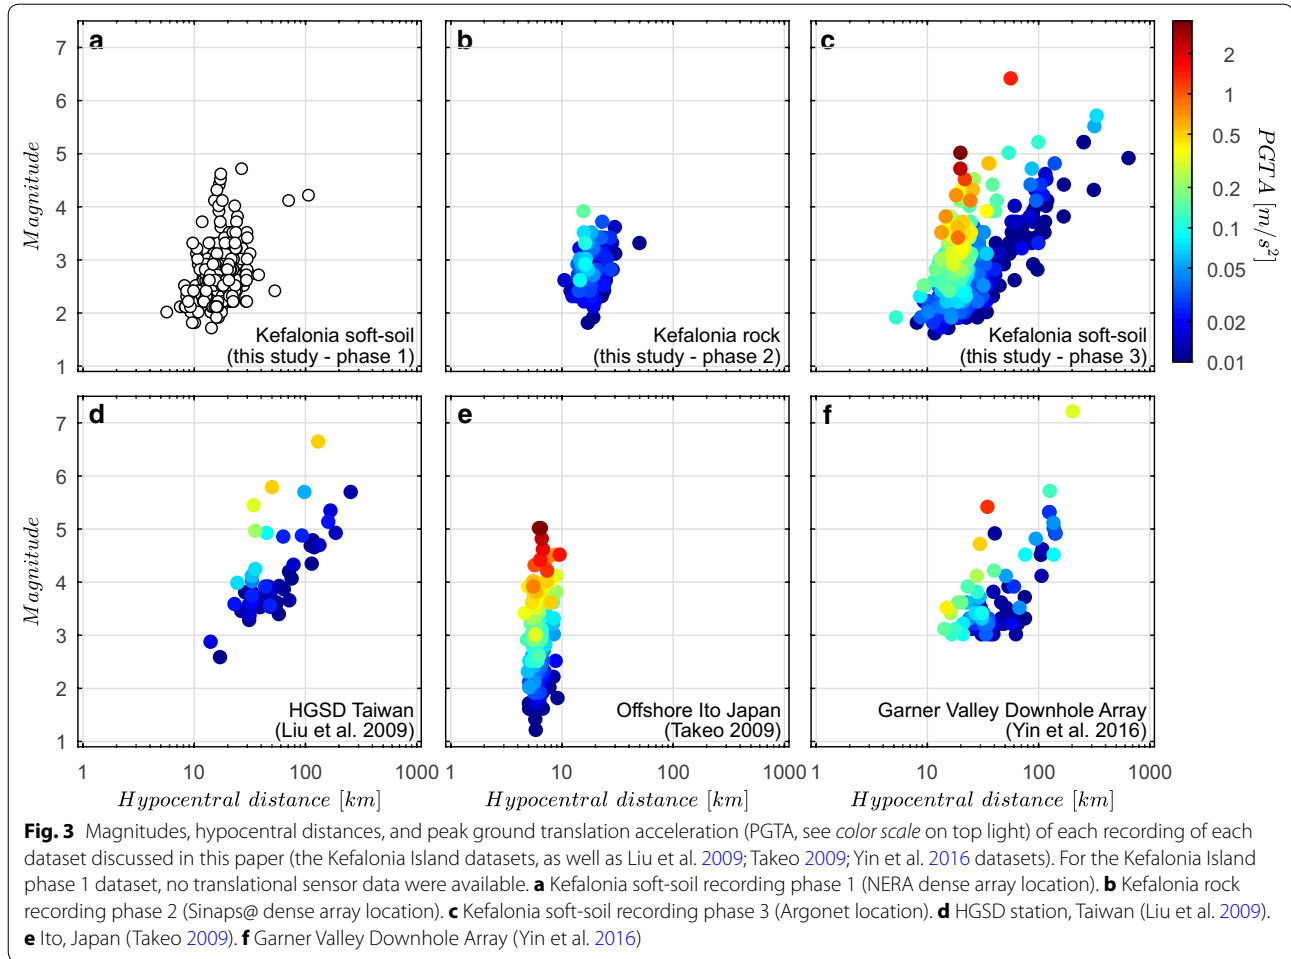 a
b
c
7
6
5
4
3
2
1
Magnitude
Kefalonia soft-soil
(this study - phase 1)
Kefalonia rock
(this study - phase 2)
Kefalonia soft-soil
(this study - phase 3)
2
1
0.5
0.2
0.1
0.05
0.02
0.01
PGTA [m/s²]
d
e
f
7
6
5
4
3
2
1
Magnitude
HGSD Taiwan
(Liu et al. 2009)
Offshore Ito Japan
(Takeo 2009)
Garner Valley Downhole Array
(Yin et al. 2016)
1 10 100 1000
1 10 100 1000
1 10 100 1000
Hypocentral distance [km]
Hypocentral distance [km]
Hypocentral distance [km]
Fig. 3 Magnitudes, hypocentral distances, and peak ground translation acceleration (PGTA, see color scale on top light) of each recording of each
dataset discussed in this paper (the Kefalonia Island datasets, as well as Liu et al. 2009; Takeo 2009; Yin et al. 2016 datasets). For the Kefalonia Island
phase 1 dataset, no translational sensor data were available. a Kefalonia soft-soil recording phase 1 (NERA dense array location). b Kefalonia rock
recording phase 2 (Sinaps@ dense array location). c Kefalonia soft-soil recording phase 3 (Argonet location). d HGSD station, Taiwan (Liu et al. 2009).
e Ito, Japan (Takeo 2009). f Garner Valley Downhole Array (Yin et al. 2016)